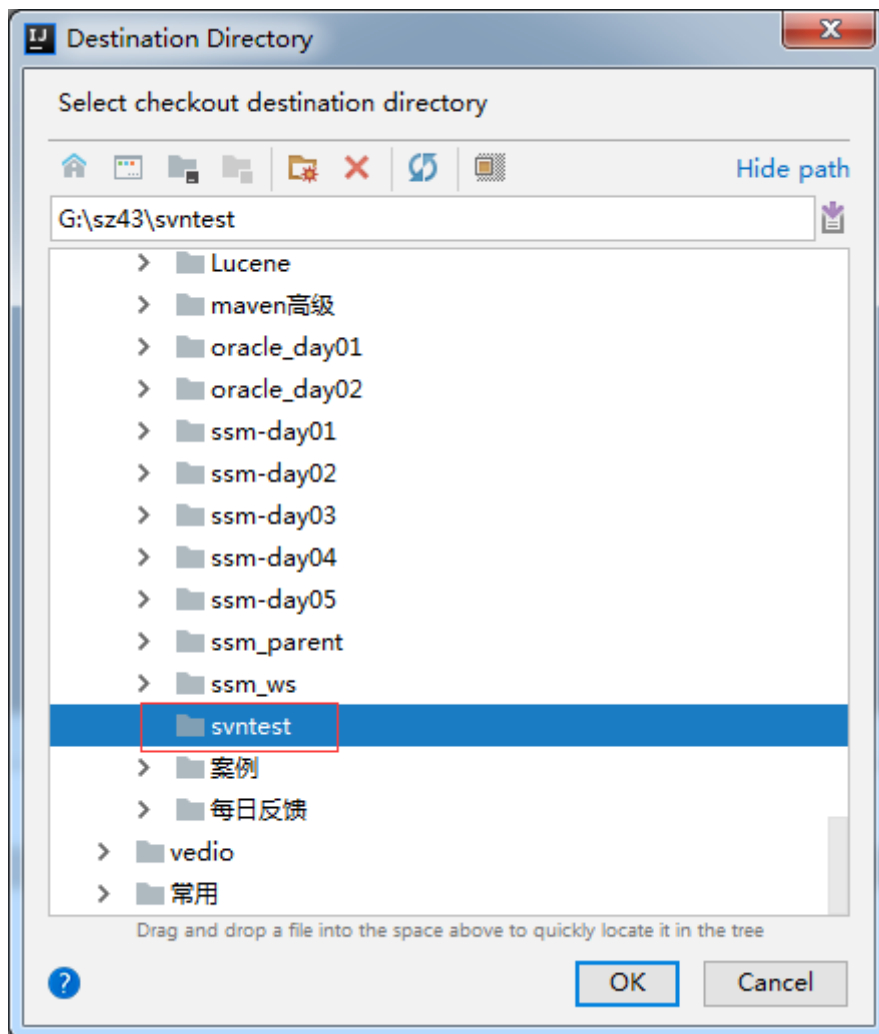 Destination Directory
Select checkout destination directory
Hide path
G:\sz43\svntest
Lucene
maven高级
oracle_day01
oracle_day02
ssm-day01
ssm-day02
ssm-day03
ssm-day04
ssm-day05
ssm_parent
ssm_ws
svntest
案例
每日反馈
vedio
常用
Drag and drop a file into the space above to quickly locate it in the tree
? OK Cancel